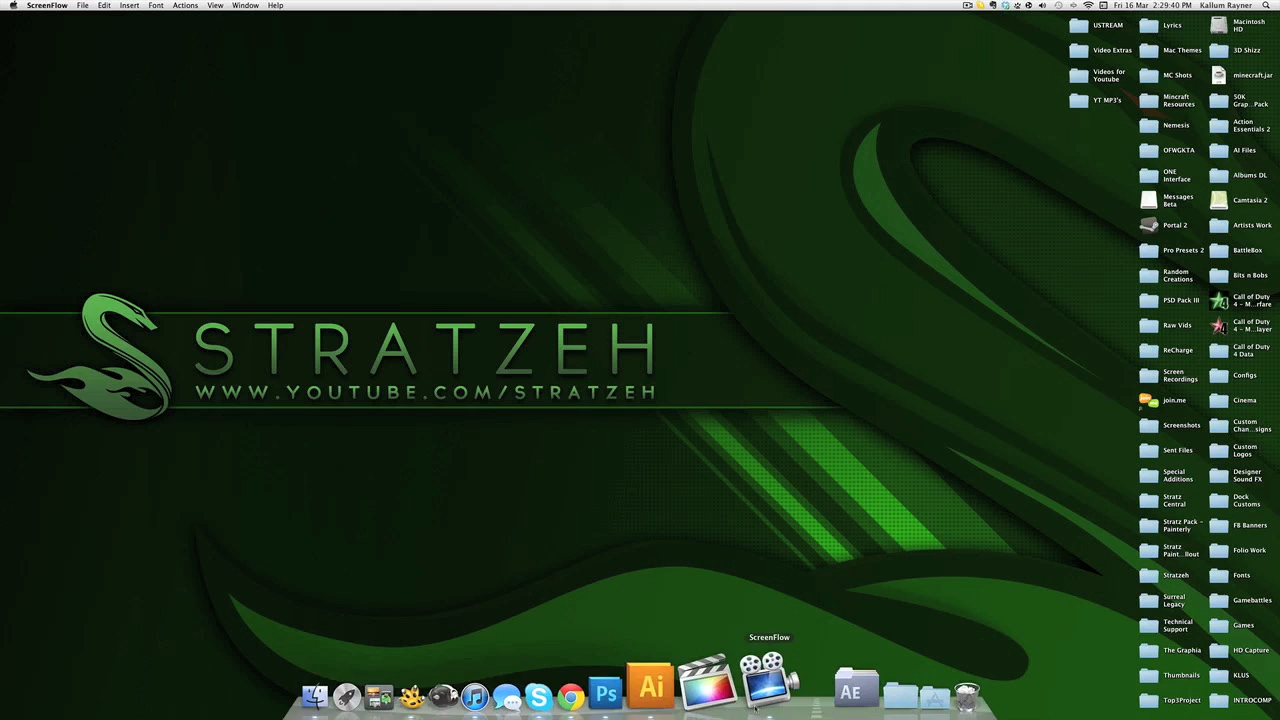 ScreenFlow File Edit Insert Font Actions View Window Help
Fri 16 Mar 2:29:40 PM Kallum Rayner
USTREAM
Video Extras
Videos for
Youtube
YT MP3's
Lyrics
Mac Themes
MC Shots
Mincraft
Resources
Nemesis
OFWGKTA
ONE
Interface
Messages
Beta
Portal 2
Pro Presets 2
Random
Creations
PSD Pack III
Raw Vids
ReCharge
Screen
Recordings
join.me
Screenshots
Sent Files
Special
Additions
Stratz
Central
Stratz Pack -
Painterly
Stratz
Paint...llout
Stratzeh
Surreal
Legacy
Technical
Support
The Graphia
Thumbnails
Top3Project
Macintosh
HD
3D Shizz
minecraft.jar
50K
Grap...Pack
Action
Essentials 2
AI Files
Albums DL
Camtasia 2
Artists Work
BattleBox
Bits n Bobs
Call of Duty
4 - M...rfare
Call of Duty
4 - M...layer
Call of Duty
4 Data
Configs
Cinema
Custom
Chan...signs
Custom
Logos
Designer
Sound FX
Dock
Customs
FB Banners
Folio Work
Fonts
Gamebattles
Games
HD Capture
KLUS
INTROCOMP
STRATZEH
WWW.YOUTUBE.COM/STRATZEH
ScreenFlow
Ps
Ai
AE